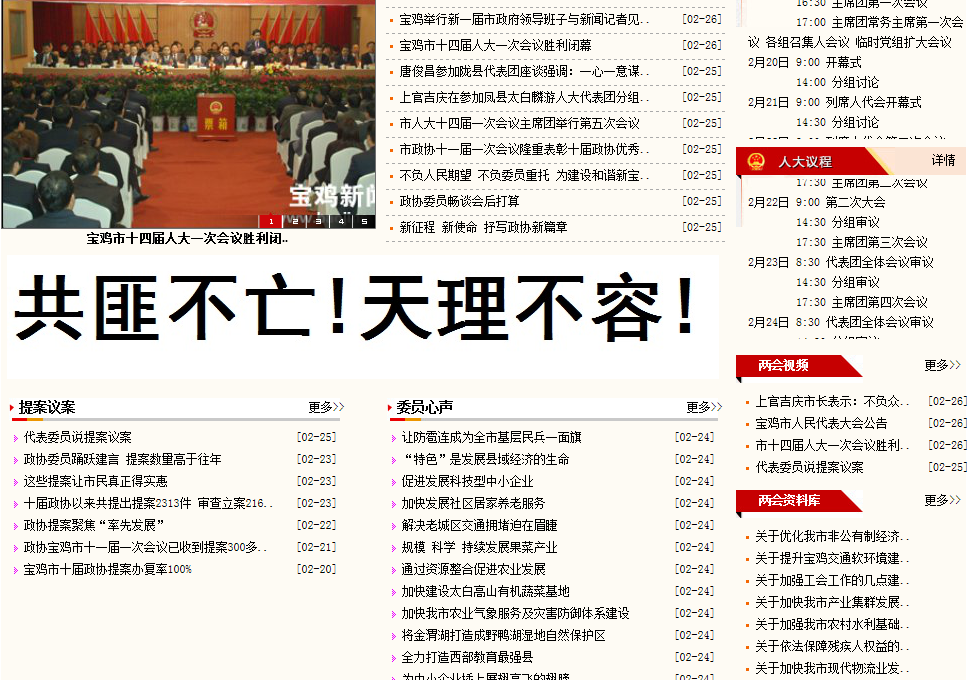 票箱
宝鸡新
1 2 3 4 5
宝鸡市十四届人大一次会议胜利闭..
宝鸡举行新一届市政府领导班子与新闻记者见.. [02-26]
宝鸡市十四届人大一次会议胜利闭幕 [02-26]
唐俊昌参加陇县代表团座谈强调：一心一意谋.. [02-25]
上官吉庆在参加凤县太白麟游人大代表团分组.. [02-25]
市人大十四届一次会议主席团举行第五次会议 [02-25]
市政协十一届一次会议隆重表彰十届政协优秀.. [02-25]
不负人民期望 不负委员重托 为建设和谐新宝.. [02-25]
政协委员畅谈会后打算 [02-25]
新征程 新使命 抒写政协新篇章 [02-25]
16:30 主席团第一次会议
17:00 主席团常务主席第一次会
议 各组召集人会议 临时党组扩大会议
2月20日 9:00 开幕式
14:00 分组讨论
2月21日 9:00 列席人代会开幕式
14:30 分组讨论
人大议程 详情
17:30 主席团第二次会议
2月22日 9:00 第二次大会
14:30 分组审议
17:30 主席团第三次会议
2月23日 8:30 代表团全体会议审议
14:30 分组审议
17:30 主席团第四次会议
2月24日 8:30 代表团全体会议审议
共匪不亡!天理不容!
提案议案 更多>>
代表委员说提案议案 [02-25]
政协委员踊跃建言 提案数量高于往年 [02-23]
这些提案让市民真正得实惠 [02-23]
十届政协以来共提出提案2313件 审查立案216.. [02-23]
政协提案聚焦“率先发展” [02-22]
政协宝鸡市十一届一次会议已收到提案300多.. [02-21]
宝鸡市十届政协提案办复率100% [02-20]
委员心声 更多>>
让防雹连成为全市基层民兵一面旗 [02-24]
“特色”是发展县域经济的生命 [02-24]
促进发展科技型中小企业 [02-24]
加快发展社区居家养老服务 [02-24]
解决老城区交通拥堵迫在眉睫 [02-24]
规模 科学 持续发展果菜产业 [02-24]
通过资源整合促进农业发展 [02-24]
加快建设太白高山有机蔬菜基地 [02-24]
加快我市农业气象服务及灾害防御体系建设 [02-24]
将金渭湖打造成野鸭湖湿地自然保护区 [02-24]
全力打造西部教育最强县 [02-24]
为中小企业插上展翅高飞的翅膀 [02-24]
两会视频 更多>>
上官吉庆市长表示：不负众.. [02-26]
宝鸡市人民代表大会公告 [02-26]
市十四届人大一次会议胜利.. [02-26]
代表委员说提案议案 [02-25]
两会资料库 更多>>
关于优化我市非公有制经济..
关于提升宝鸡交通软环境建..
关于加强工会工作的几点建..
关于加快我市产业集群发展..
关于加强我市农村水利基础..
关于依法保障残疾人权益的..
关于加快我市现代物流业发..